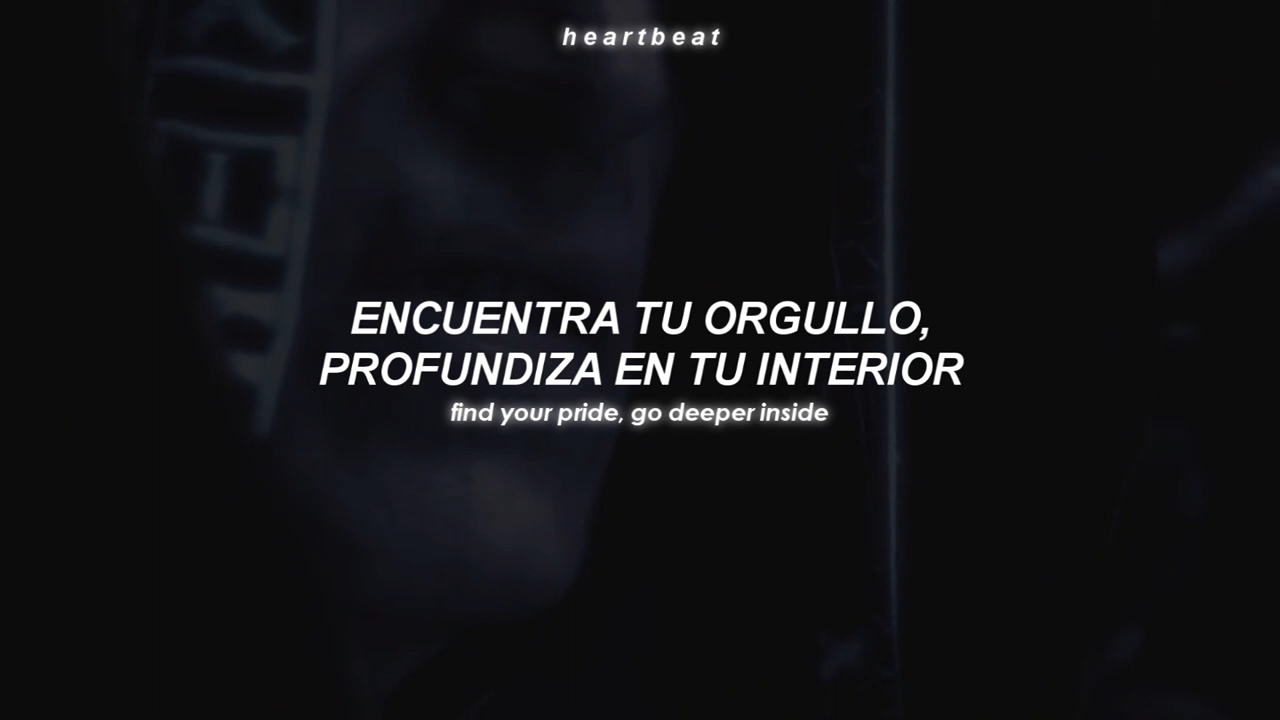 heartbeat
ENCUENTRA TU ORGULLO,
PROFUNDIZA EN TU INTERIOR
find your pride, go deeper inside